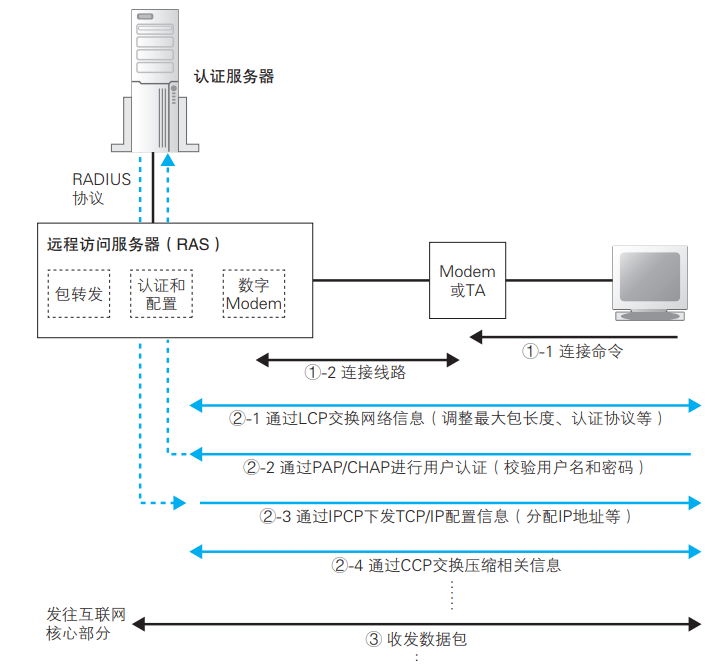 认证服务器
RADIUS
协议
远程访问服务器（RAS）
包转发
认证和
配置
数字
Modem
Modem
或TA
①-1 连接命令
①-2 连接线路
②-1 通过LCP交换网络信息（调整最大包长度、认证协议等）
②-2 通过PAP/CHAP进行用户认证（校验用户名和密码）
②-3 通过IPCP下发TCP/IP配置信息（分配IP地址等）
②-4 通过CCP交换压缩相关信息
发往互联网
核心部分
③ 收发数据包